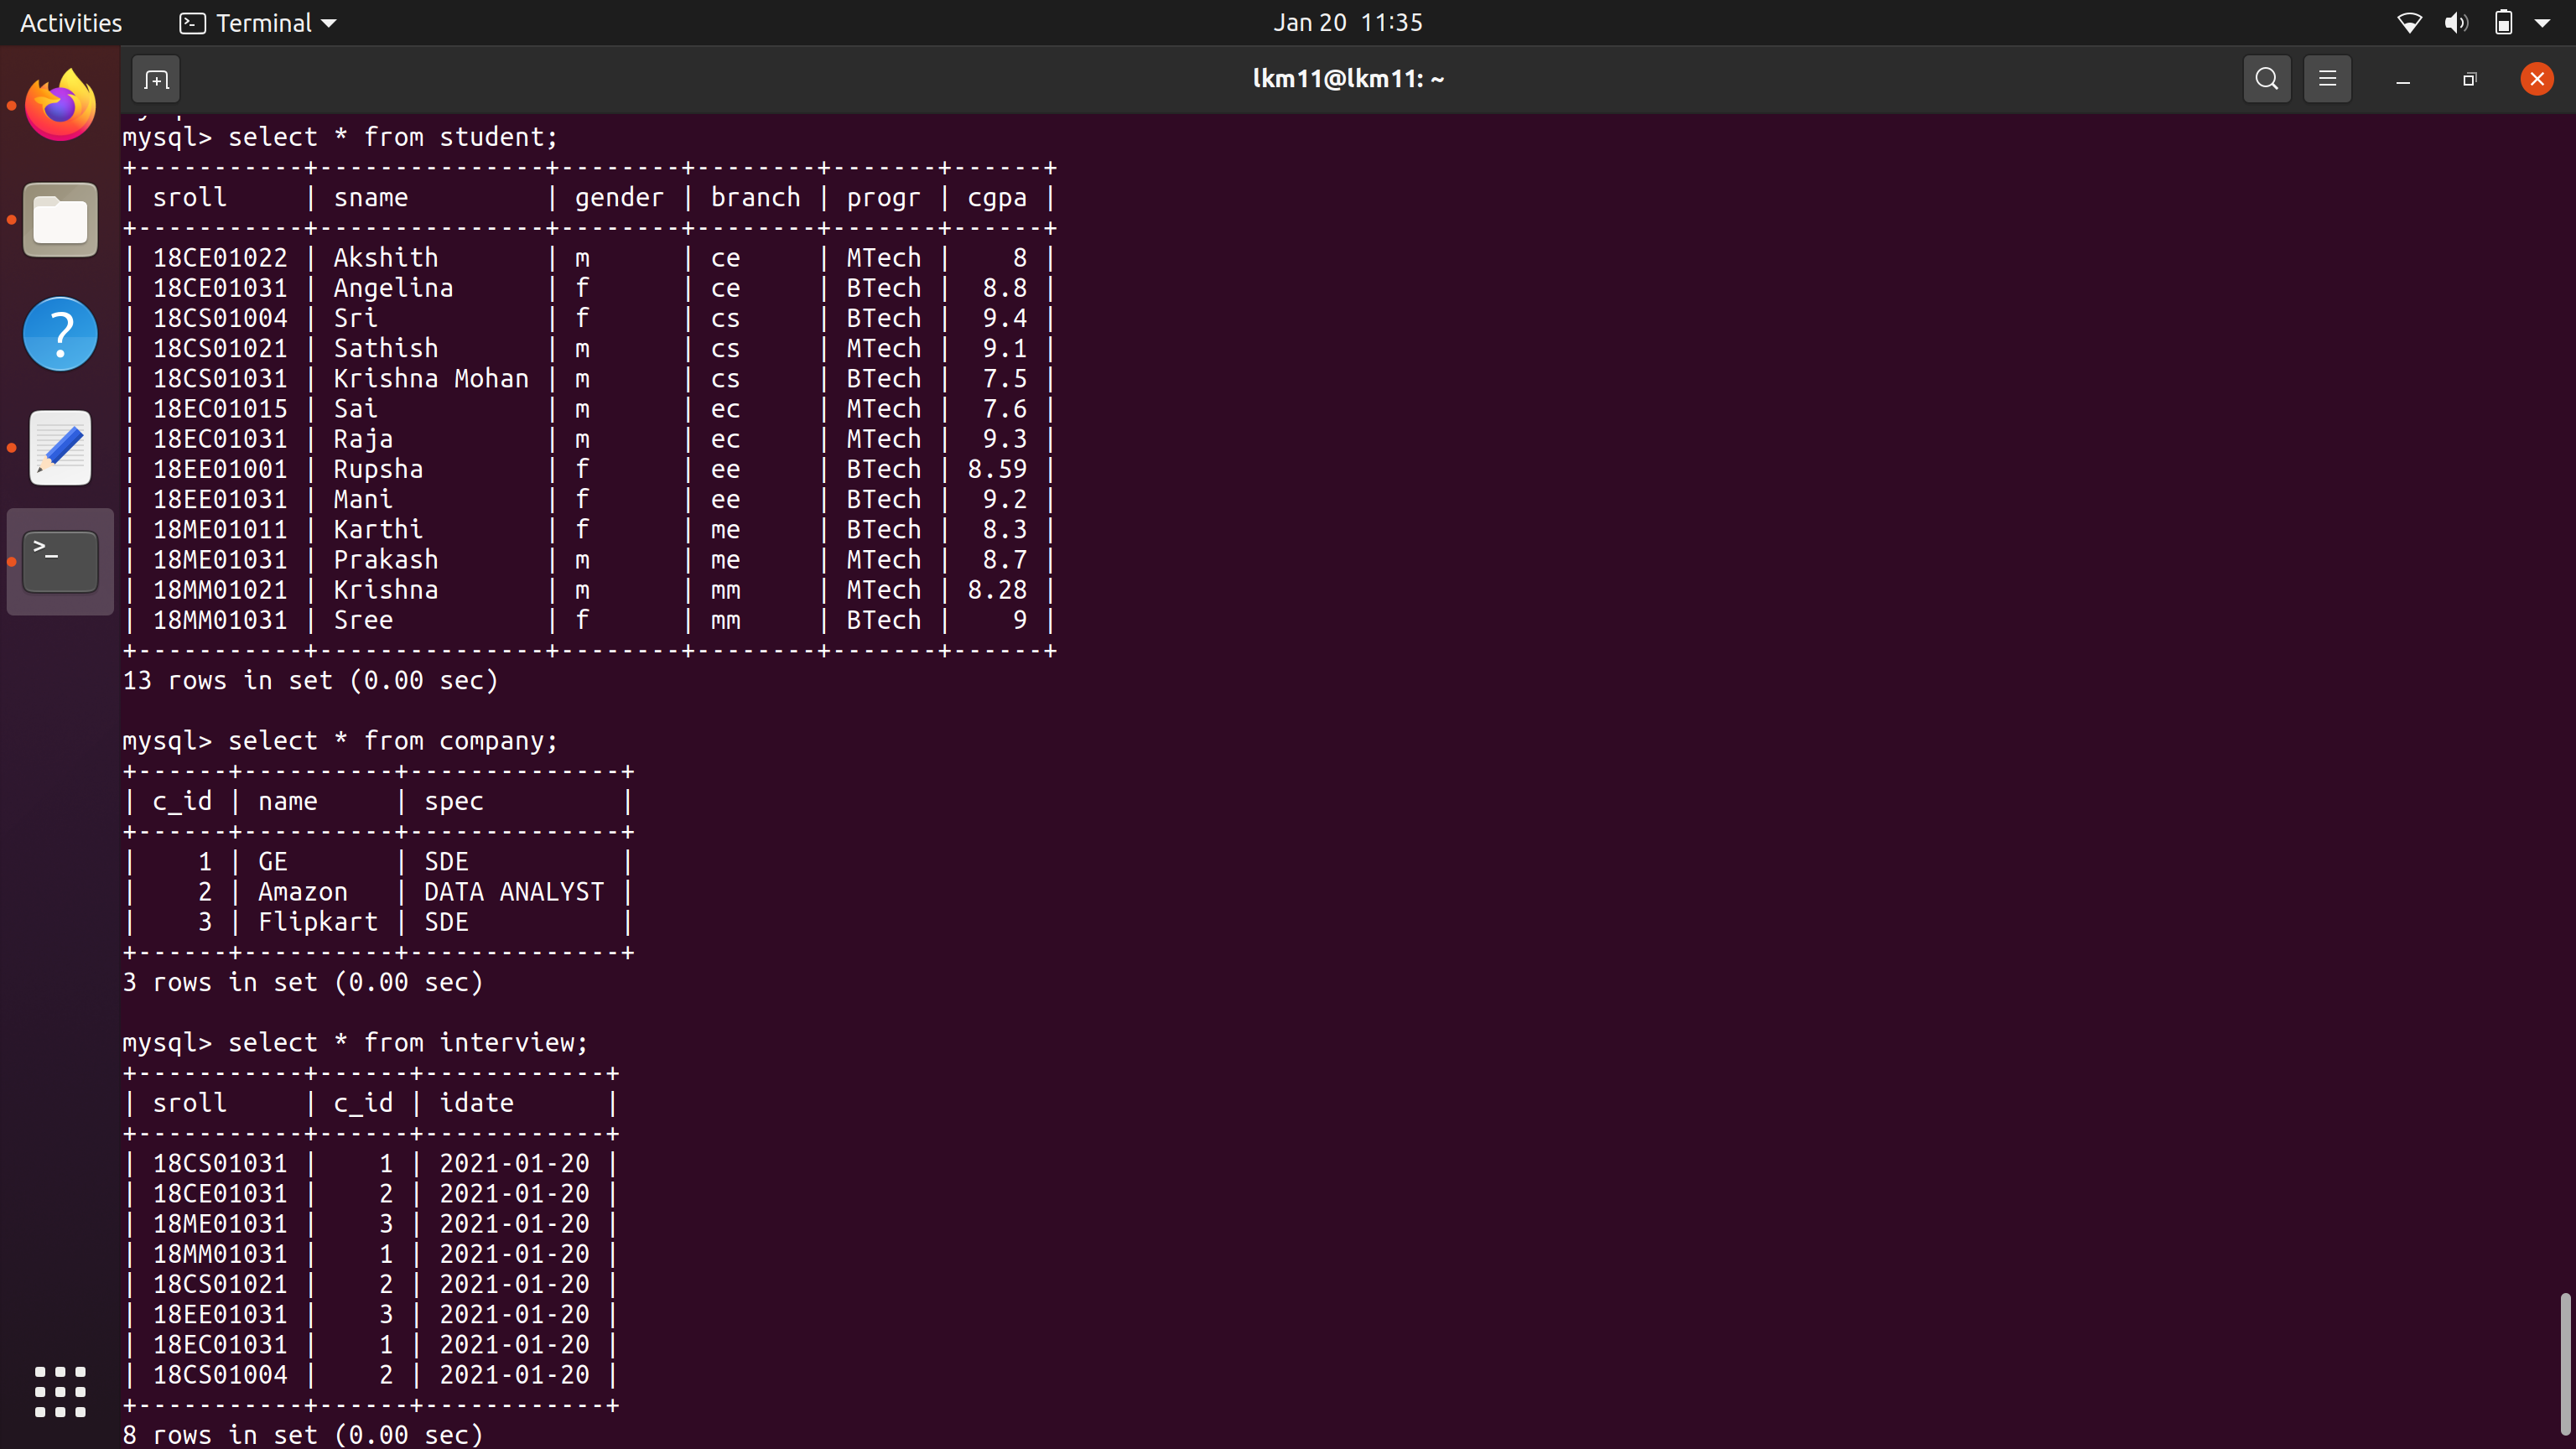 Activities Terminal Jan 20 11:35
lkm11@lkm11: ~
mysql> select * from student;
+-----------+---------------+--------+--------+-------+------+
| sroll     | sname         | gender | branch | progr | cgpa |
+-----------+---------------+--------+--------+-------+------+
| 18CE01022 | Akshith       | m      | ce     | MTech |    8 |
| 18CE01031 | Angelina      | f      | ce     | BTech |  8.8 |
| 18CS01004 | Sri           | f      | cs     | BTech |  9.4 |
| 18CS01021 | Sathish       | m      | cs     | MTech |  9.1 |
| 18CS01031 | Krishna Mohan | m      | cs     | BTech |  7.5 |
| 18EC01015 | Sai           | m      | ec     | MTech |  7.6 |
| 18EC01031 | Raja          | m      | ec     | MTech |  9.3 |
| 18EE01001 | Rupsha        | f      | ee     | BTech | 8.59 |
| 18EE01031 | Mani          | f      | ee     | BTech |  9.2 |
| 18ME01011 | Karthi        | f      | me     | BTech |  8.3 |
| 18ME01031 | Prakash       | m      | me     | MTech |  8.7 |
| 18MM01021 | Krishna       | m      | mm     | MTech | 8.28 |
| 18MM01031 | Sree          | f      | mm     | BTech |    9 |
+-----------+---------------+--------+--------+-------+------+
13 rows in set (0.00 sec)
mysql> select * from company;
+------+----------+--------------+
| c_id | name     | spec         |
+------+----------+--------------+
|    1 | GE       | SDE          |
|    2 | Amazon   | DATA ANALYST |
|    3 | Flipkart | SDE          |
+------+----------+--------------+
3 rows in set (0.00 sec)
mysql> select * from interview;
+-----------+------+------------+
| sroll     | c_id | idate      |
+-----------+------+------------+
| 18CS01031 |    1 | 2021-01-20 |
| 18CE01031 |    2 | 2021-01-20 |
| 18ME01031 |    3 | 2021-01-20 |
| 18MM01031 |    1 | 2021-01-20 |
| 18CS01021 |    2 | 2021-01-20 |
| 18EE01031 |    3 | 2021-01-20 |
| 18EC01031 |    1 | 2021-01-20 |
| 18CS01004 |    2 | 2021-01-20 |
+-----------+------+------------+
8 rows in set (0.00 sec)